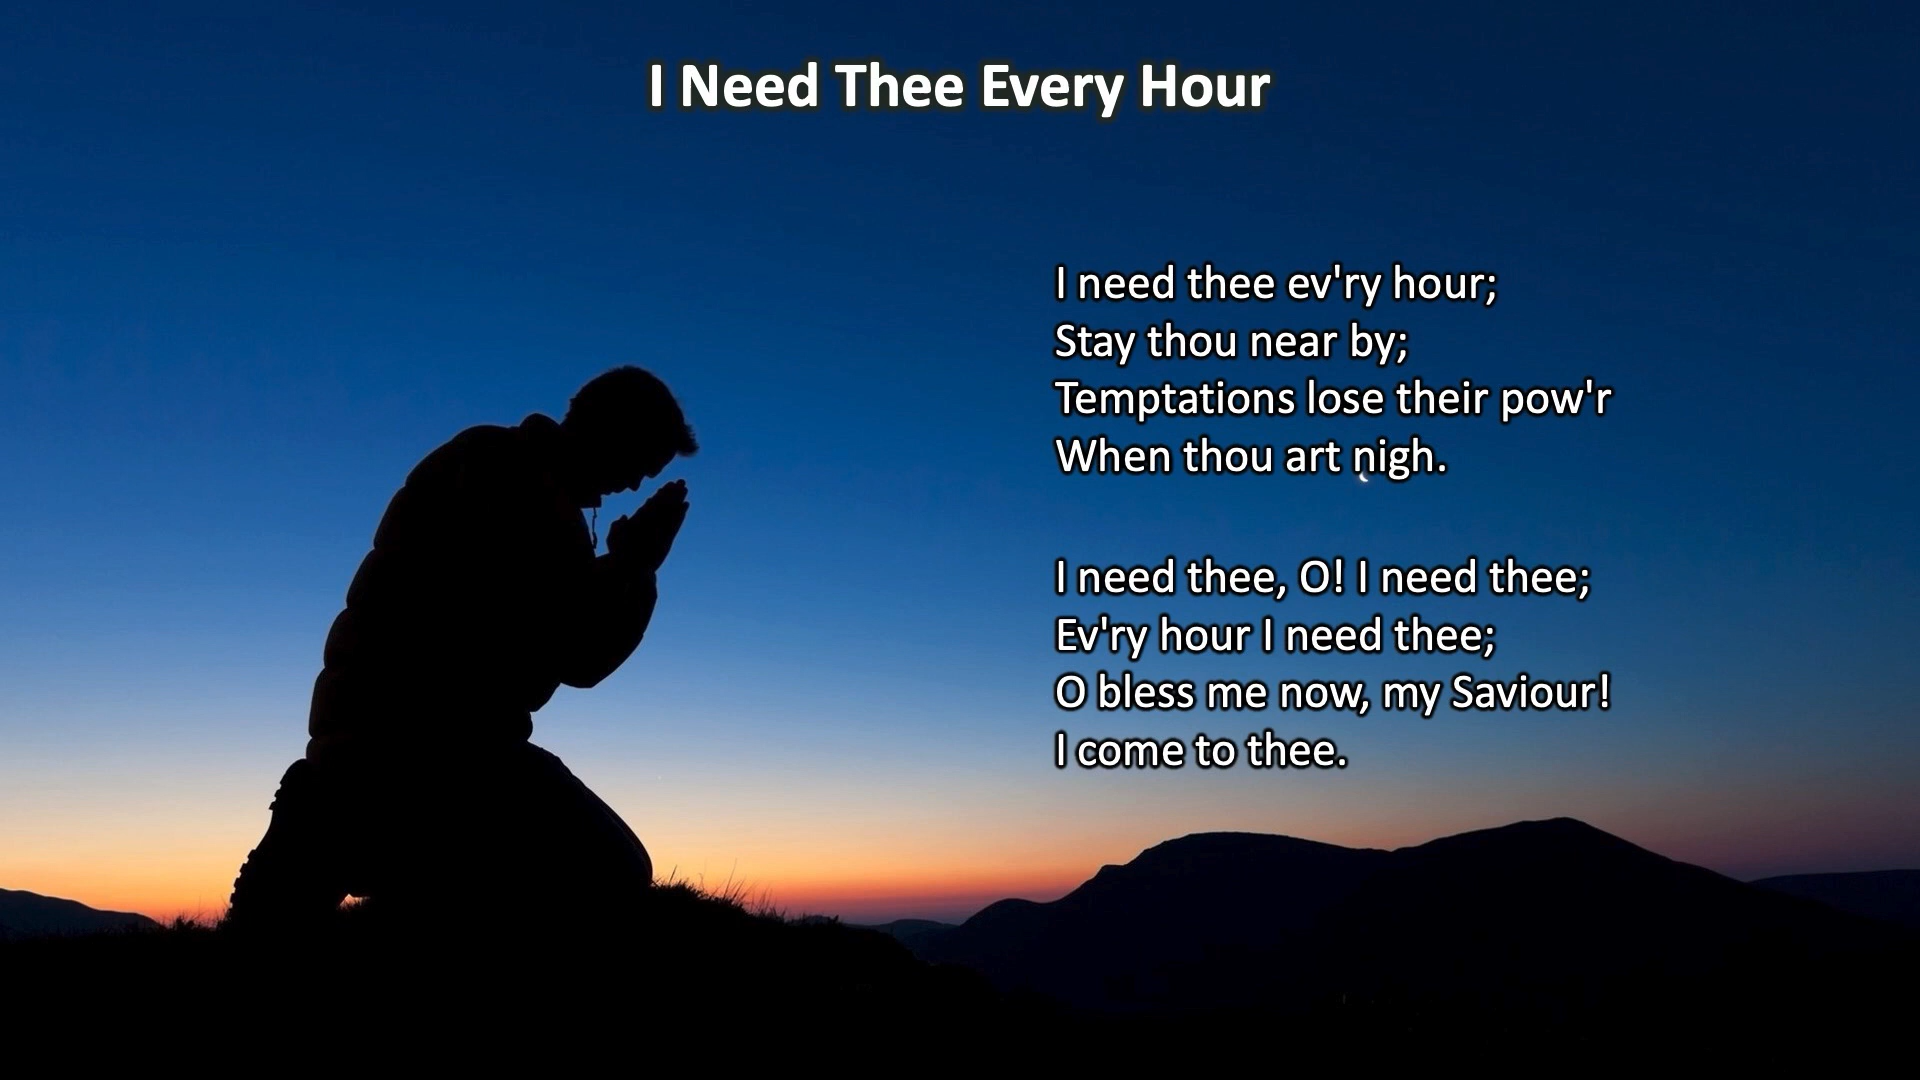 I Need Thee Every Hour
I need thee ev'ry hour;
Stay thou near by;
Temptations lose their pow'r
When thou art nigh.
I need thee, O! I need thee;
Ev'ry hour I need thee;
O bless me now, my Saviour!
I come to thee.